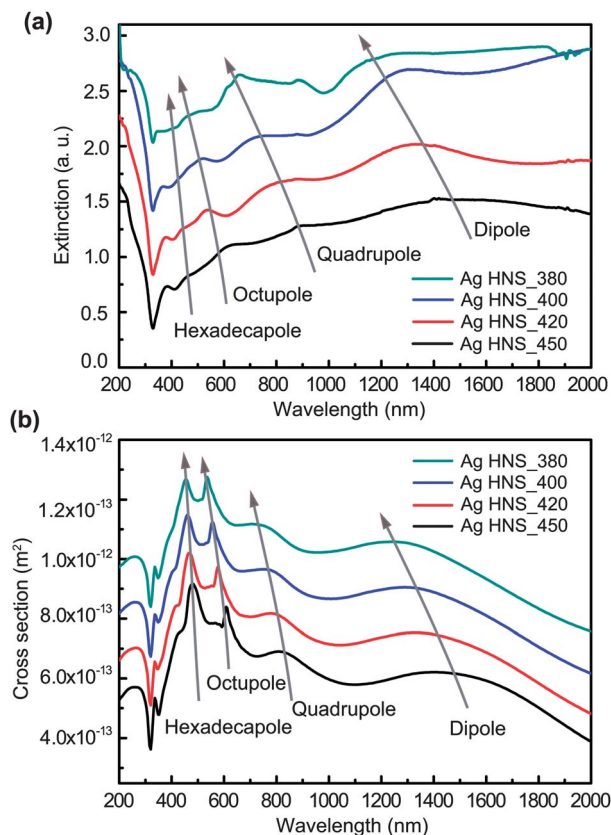 (a)
3.0
2.5
2.0
1.5
1.0
0.5
0.0
Extinction (a. u.)
Dipole
Quadrupole
Octupole
Hexadecapole
Ag HNS_380
Ag HNS_400
Ag HNS_420
Ag HNS_450
200 400 600 800 1000 1200 1400 1600 1800 2000
Wavelength (nm)
(b)
1.4x10⁻¹²
1.2x10⁻¹³
1.0x10⁻¹²
8.0x10⁻¹³
6.0x10⁻¹³
4.0x10⁻¹³
Cross section (m²)
Ag HNS_380
Ag HNS_400
Ag HNS_420
Ag HNS_450
Octupole
Quadrupole
Hexadecapole
Dipole
200 400 600 800 1000 1200 1400 1600 1800 2000
Wavelength (nm)